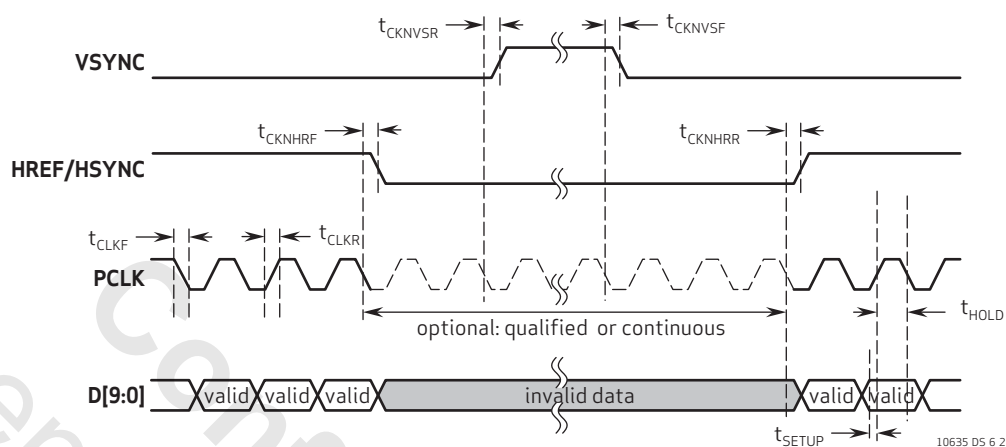 tCKNVSR
tCKNVSF
VSYNC
tCKNHRF
tCKNHRR
HREF/HSYNC
tCLKF
tCLKR
PCLK
tHOLD
optional: qualified or continuous
D[9:0]
valid valid valid invalid data valid valid
tSETUP
10635 DS 6 2